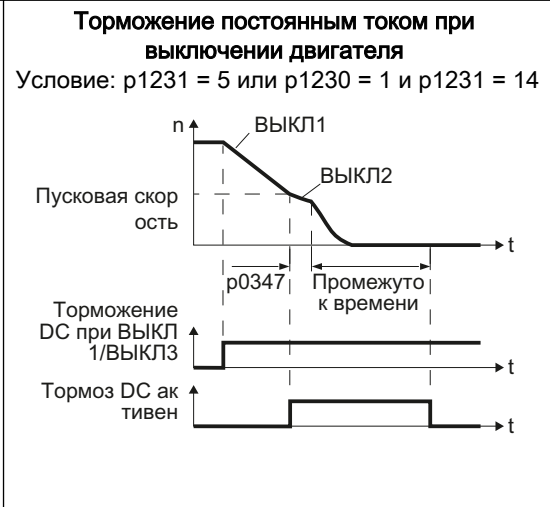 Торможение постоянным током при
выключении двигателя
Условие: p1231 = 5 или p1230 = 1 и p1231 = 14
n
ВЫКЛ1
ВЫКЛ2
Пусковая скор
ость
t
p0347
Промежуто
к времени
Торможение
DC при ВЫКЛ
1/ВЫКЛ3
t
Тормоз DC ак
тивен
t